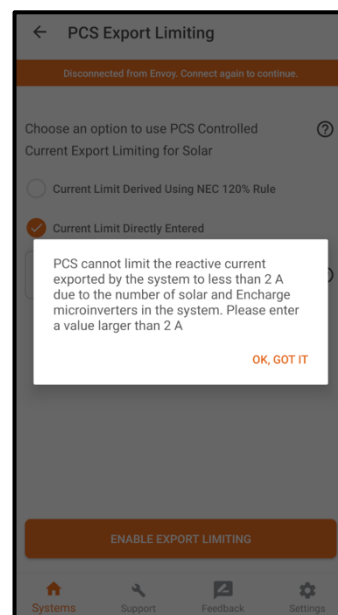 PCS Export Limiting
Disconnected from Envoy. Connect again to continue.
Choose an option to use PCS Controlled
Current Export Limiting for Solar
Current Limit Derived Using NEC 120% Rule
Current Limit Directly Entered
PCS cannot limit the reactive current
exported by the system to less than 2 A
due to the number of solar and Encharge
microinverters in the system. Please enter
a value larger than 2 A
OK, GOT IT
ENABLE EXPORT LIMITING
Systems
Support
Feedback
Settings